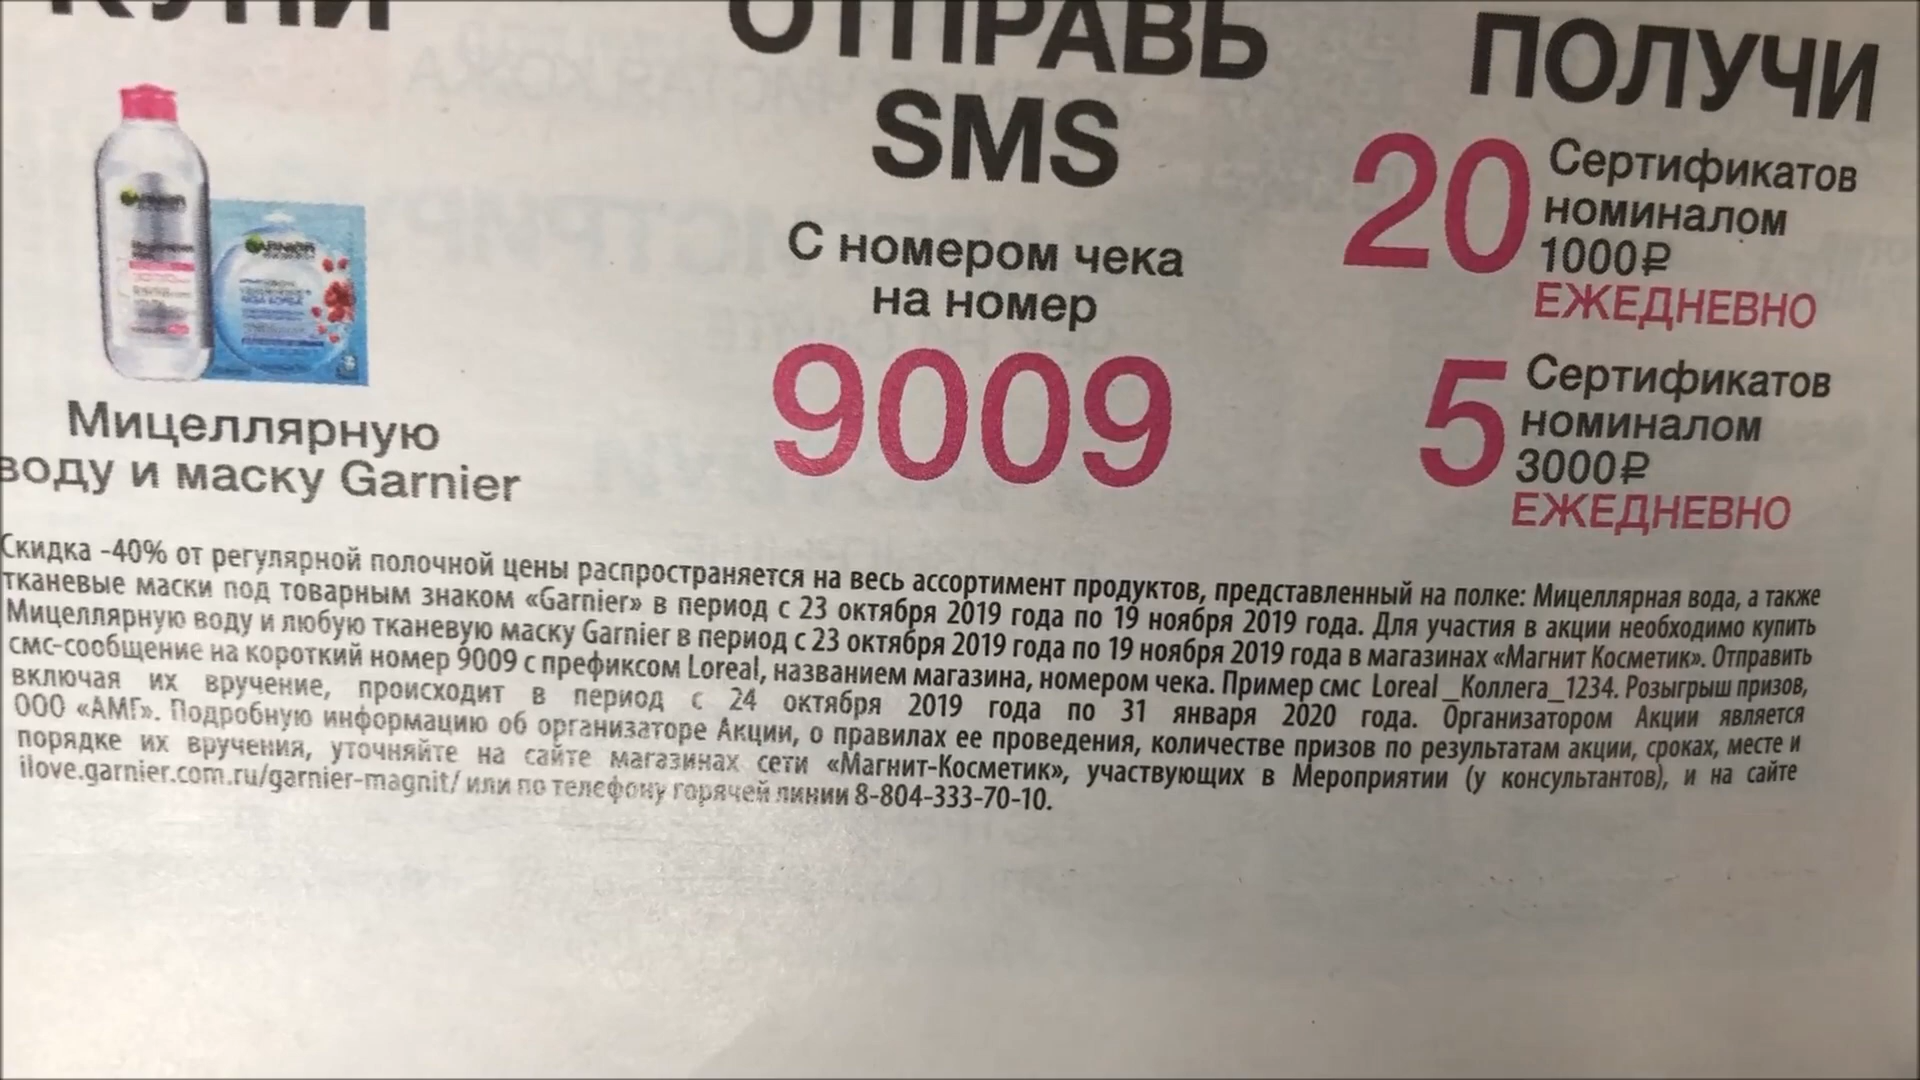 КУПИ
ОТПРАВЬ
SMS
С номером чека
на номер
9009
ПОЛУЧИ
20 Сертификатов
номиналом
1000₽
ЕЖЕДНЕВНО
5 Сертификатов
номиналом
3000₽
ЕЖЕДНЕВНО
GARNIER
GARNIER
Мицеллярную
воду и маску Garnier
Скидка -40% от регулярной полочной цены распространяется на весь ассортимент продуктов, представленный на полке: Мицеллярная вода, а также
тканевые маски под товарным знаком «Garnier» в период с 23 октября 2019 года по 19 ноября 2019 года. Для участия в акции необходимо купить
Мицеллярную воду и любую тканевую маску Garnier в период с 23 октября 2019 года по 19 ноября 2019 года в магазинах «Магнит Косметик». Отправить
смс-сообщение на короткий номер 9009 с префиксом Loreal, названием магазина, номером чека. Пример смс Loreal_Коллега_1234. Розыгрыш призов,
включая их вручение, происходит в период с 24 октября 2019 года по 31 января 2020 года. Организатором Акции является
ООО «АМГ». Подробную информацию об организаторе Акции, о правилах ее проведения, количестве призов по результатам акции, сроках, месте и
порядке их вручения, уточняйте на сайте магазинах сети «Магнит-Косметик», участвующих в Мероприятии (у консультантов), и на сайте
ilove.garnier.com.ru/garnier-magnit/ или по телефону горячей линии 8-804-333-70-10.